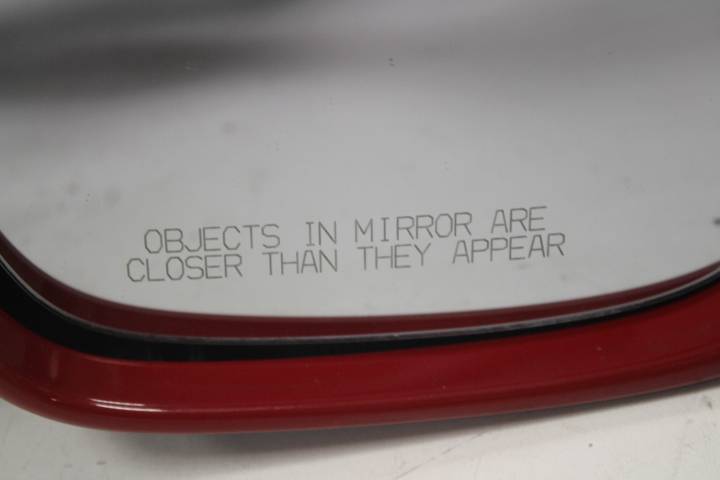 OBJECTS IN MIRROR ARE
CLOSER THAN THEY APPEAR